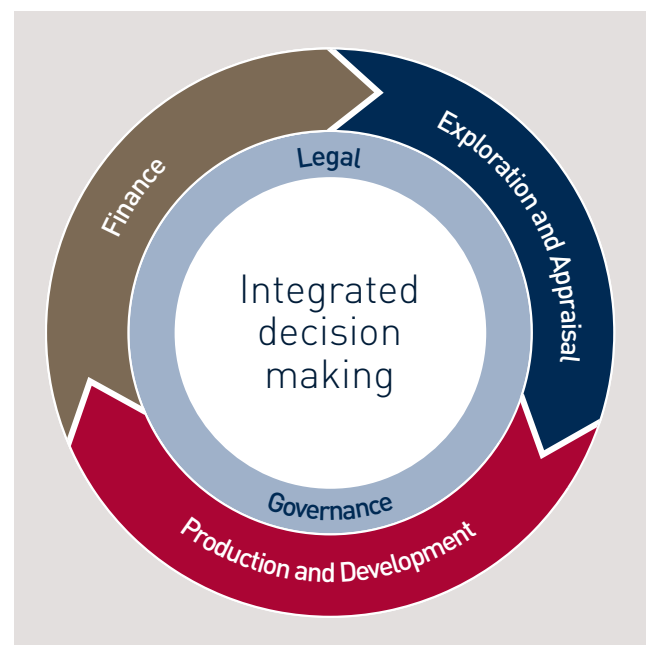 Finance
Exploration and Appraisal
Legal
Integrated
decision
making
Governance
Production and Development